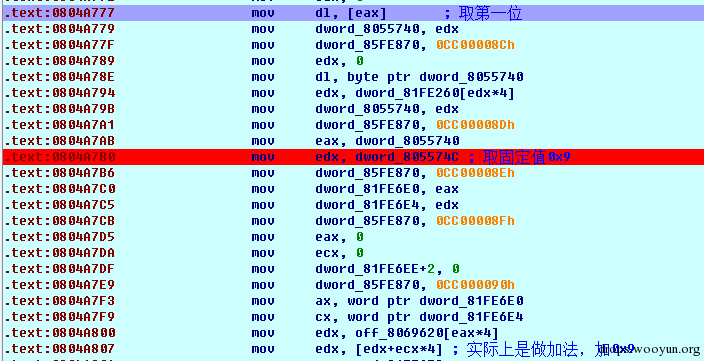 .text:0804A777 mov dl, [eax] ; 取第一位
.text:0804A779 mov dword_8055740, edx
.text:0804A77F mov dword_85FE870, 0CC00008Ch
.text:0804A789 mov edx, 0
.text:0804A78E mov dl, byte ptr dword_8055740
.text:0804A794 mov edx, dword_81FE260[edx*4]
.text:0804A79B mov dword_8055740, edx
.text:0804A7A1 mov dword_85FE870, 0CC00008Dh
.text:0804A7AB mov eax, dword_8055740
.text:0804A7B0 mov edx, dword_805574C ; 取固定值0x9
.text:0804A7B6 mov dword_85FE870, 0CC00008Eh
.text:0804A7C0 mov dword_81FE6E0, eax
.text:0804A7C5 mov dword_81FE6E4, edx
.text:0804A7CB mov dword_85FE870, 0CC00008Fh
.text:0804A7D5 mov eax, 0
.text:0804A7DA mov ecx, 0
.text:0804A7DF mov dword_81FE6EE+2, 0
.text:0804A7E9 mov dword_85FE870, 0CC000090h
.text:0804A7F3 mov ax, word ptr dword_81FE6E0
.text:0804A7F9 mov cx, word ptr dword_81FE6E4
.text:0804A800 mov edx, off_8069620[eax*4]
.text:0804A807 mov edx, [edx+ecx*4] ; 实际上是做加法，加0x9
wooyun.org